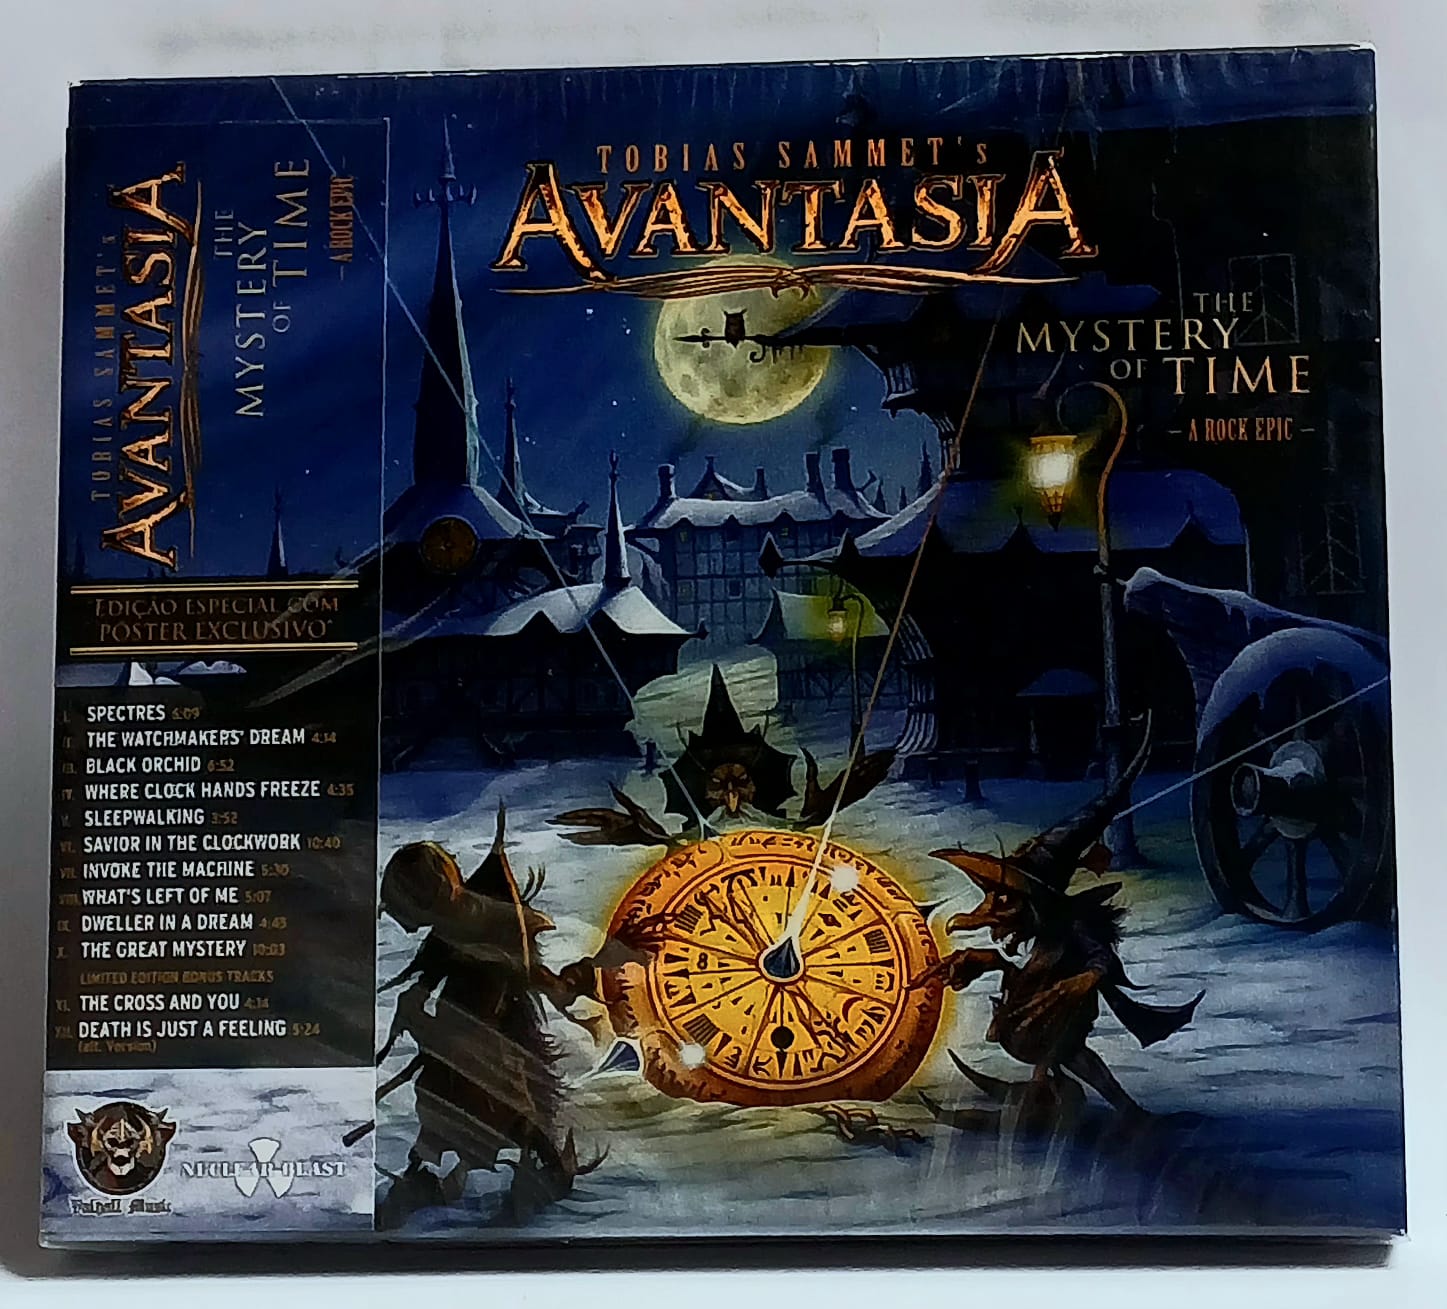 TOBIAS SAMMET's
AVANTASIA
THE
MYSTERY
OF TIME
– A ROCK EPIC –
EDIÇÃO ESPECIAL COM
PÔSTER EXCLUSIVO"
I. SPECTRES 6:09
II. THE WATCHMAKERS' DREAM 4:14
III. BLACK ORCHID 6:52
IV. WHERE CLOCK HANDS FREEZE 4:35
V. SLEEPWALKING 3:52
VI. SAVIOR IN THE CLOCKWORK 10:40
VII. INVOKE THE MACHINE 5:30
VIII. WHAT'S LEFT OF ME 5:07
IX. DWELLER IN A DREAM 4:43
X. THE GREAT MYSTERY 10:03
LIMITED EDITION BONUS TRACKS
XI. THE CROSS AND YOU 4:14
XII. DEATH IS JUST A FEELING 5:24
(alt. Version)
Valhall Music
NUCLEAR BLAST
TOBIAS SAMMET's
AVANTASIA
THE
MYSTERY
OF TIME
– A ROCK EPIC –